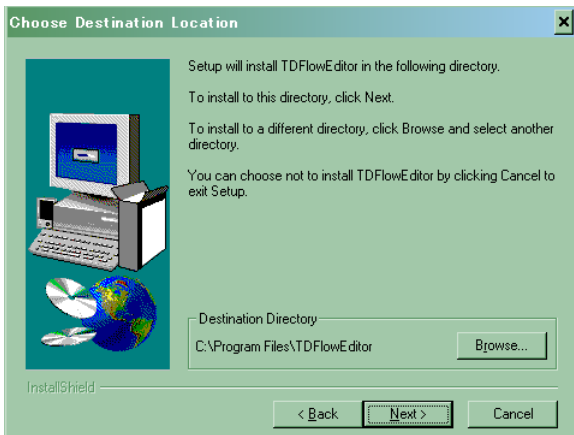 Choose Destination Location
Setup will install TDFlowEditor in the following directory.
To install to this directory, click Next.
To install to a different directory, click Browse and select another
directory.
You can choose not to install TDFlowEditor by clicking Cancel to
exit Setup.
Destination Directory
C:\Program Files\TDFlowEditor
Browse...
InstallShield
< Back
Next >
Cancel